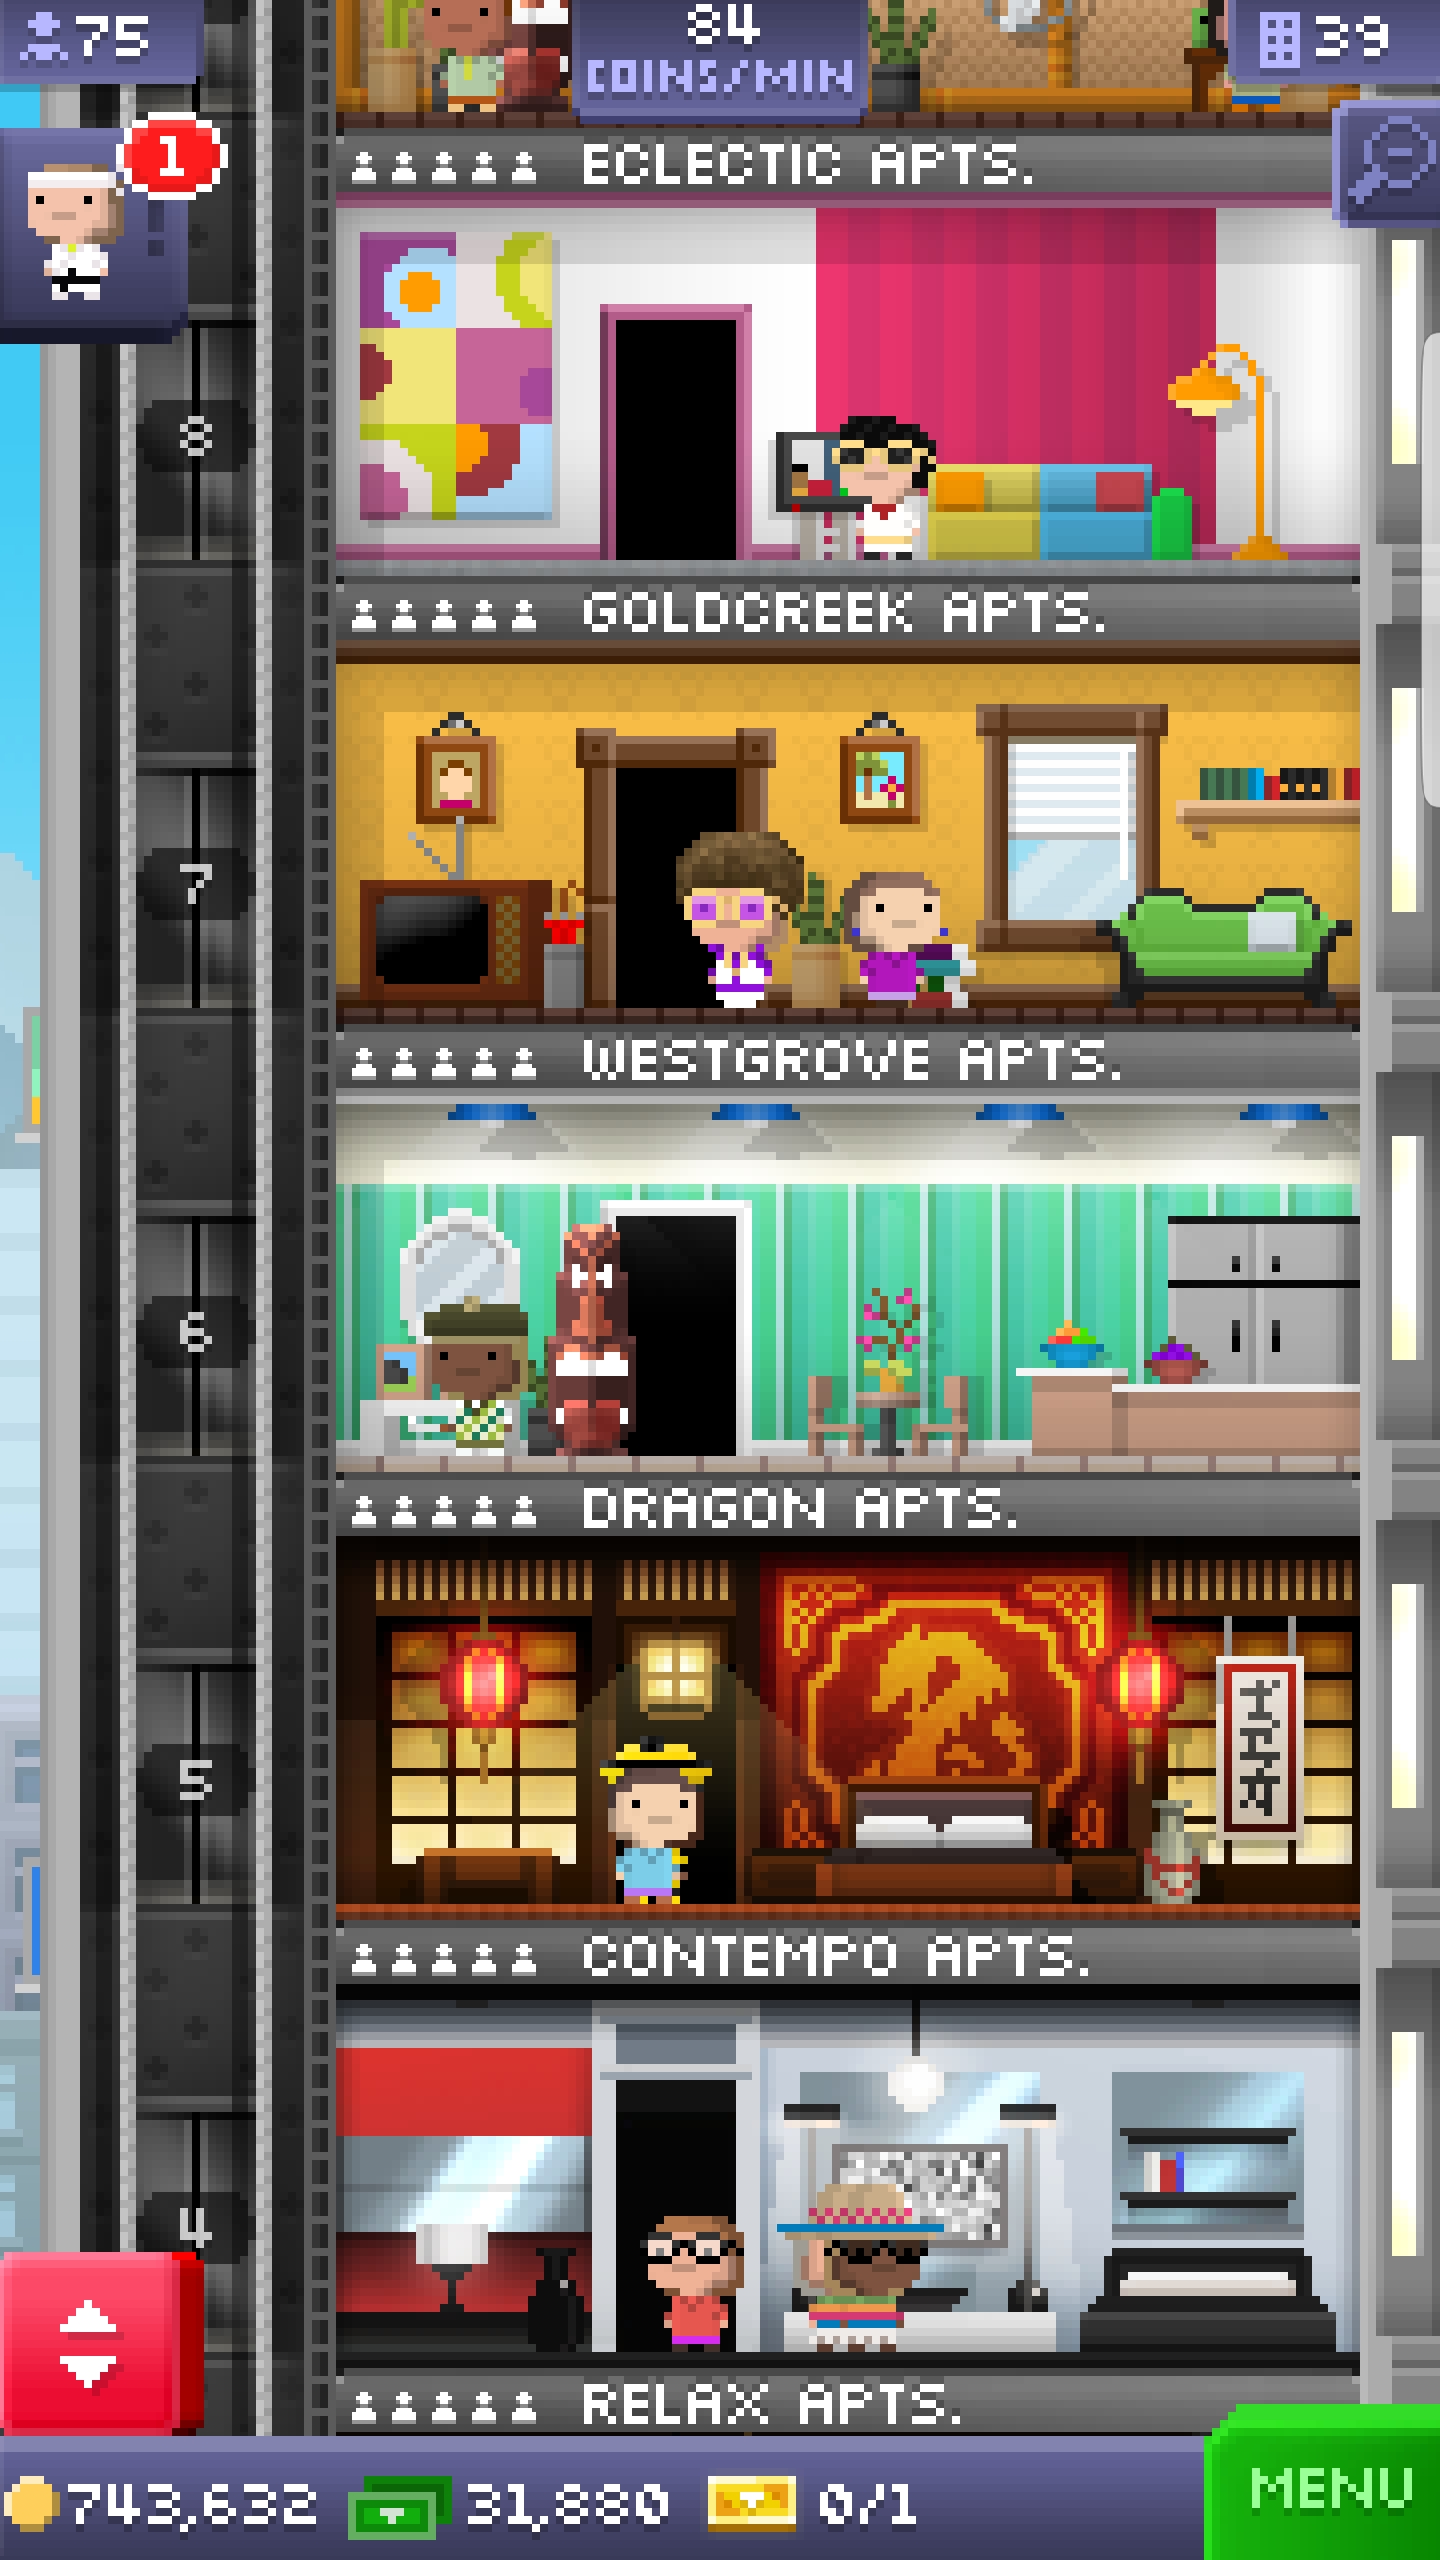 75
84
COINS/MIN
39
1
ECLECTIC APTS.
8
GOLDCREEK APTS.
7
WESTGROVE APTS.
6
DRAGON APTS.
5
CONTEMPO APTS.
4
RELAX APTS.
743,632
31,880
0/1
MENU